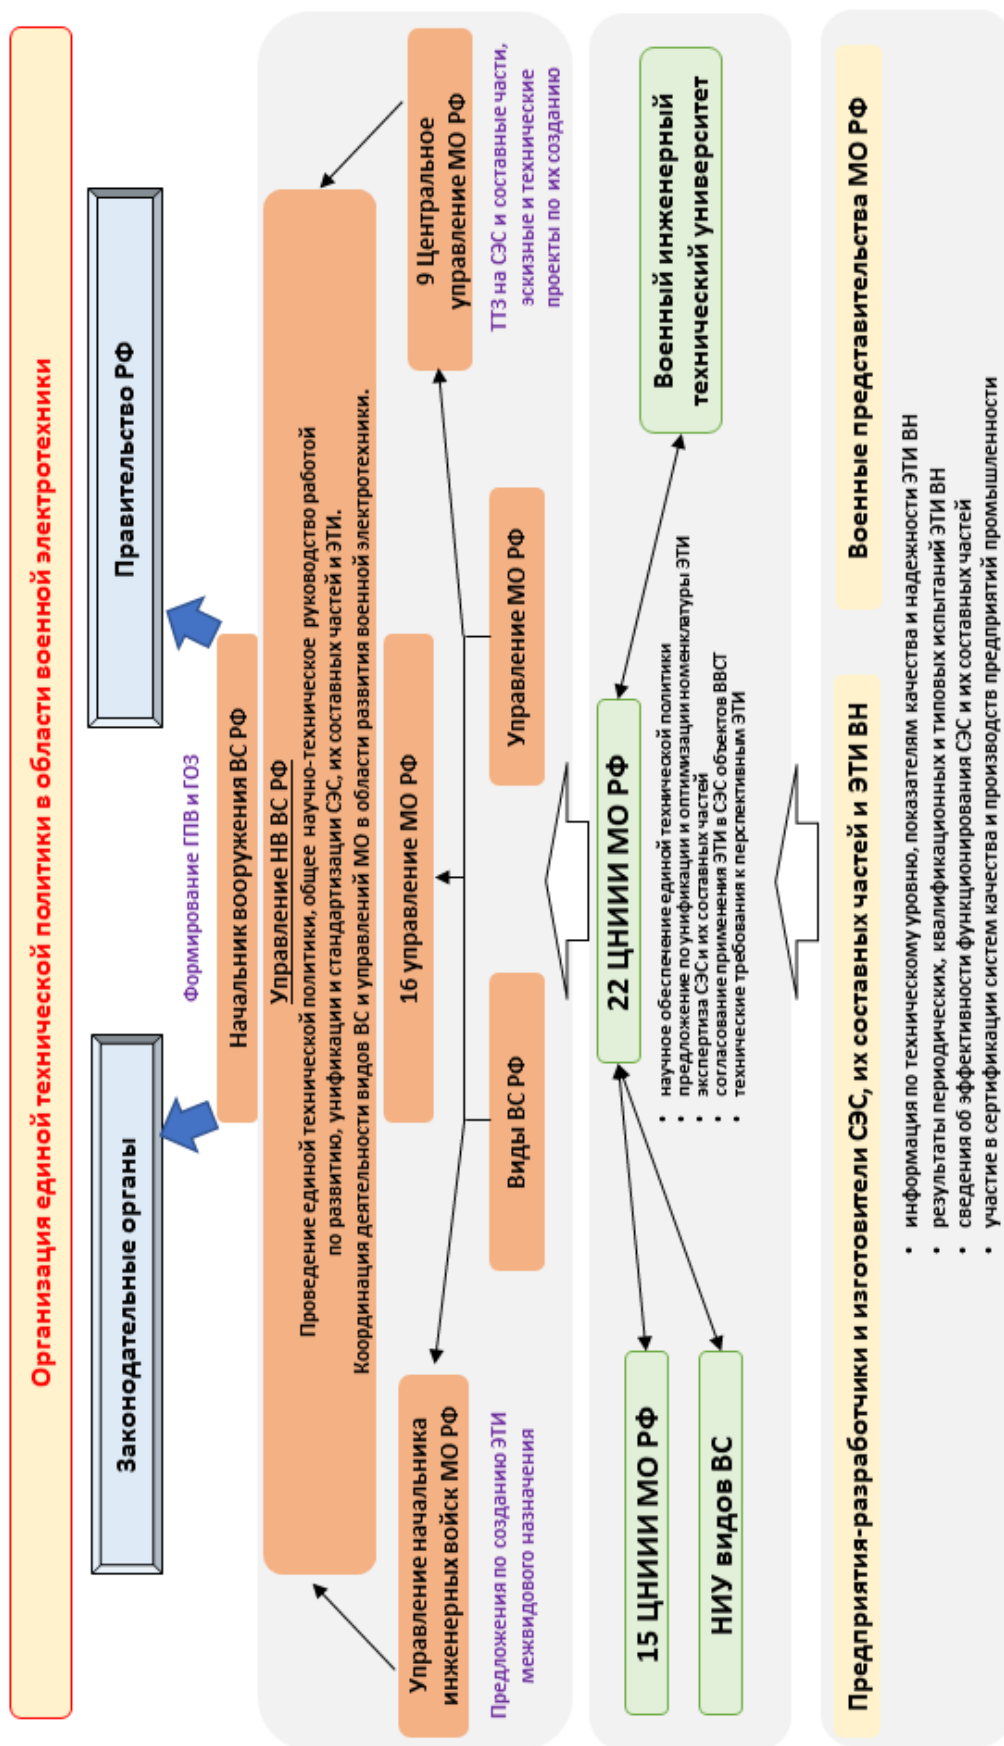 Организация единой технической политики в области военной электротехники
Законодательные органы
Правительство РФ
Формирование ГПВ и ГОЗ
Начальник вооружения ВС РФ
Управление НВ ВС РФ
Проведение единой технической политики, общее научно-техническое руководство работой
по развитию, унификации и стандартизации СЭС, их составных частей и ЭТИ.
Координация деятельности видов ВС и управлений МО в области развития военной электротехники.
Управление начальника
инженерных войск МО РФ
16 управление МО РФ
9 Центральное
управление МО РФ
Предложения по созданию ЭТИ
межвидового назначения
Виды ВС РФ
Управление МО РФ
ТТЗ на СЭС и составные части,
эскизные и технические
проекты по их созданию
15 ЦНИИИ МО РФ
НИУ видов ВС
22 ЦНИИИ МО РФ
Военный инженерный
технический университет
• научное обеспечение единой технической политики
• предложение по унификации и оптимизации номенклатуры ЭТИ
• экспертиза СЭС и их составных частей
• согласование применения ЭТИ в СЭС объектов ВВСТ
• технические требования к перспективным ЭТИ
Предприятия-разработчики и изготовители СЭС, их составных частей и ЭТИ ВН
Военные представительства МО РФ
• информация по техническому уровню, показателям качества и надежности ЭТИ ВН
• результаты периодических, квалификационных и типовых испытаний ЭТИ ВН
• сведения об эффективности функционирования СЭС и их составных частей
• участие в сертификации систем качества и производств предприятий промышленности